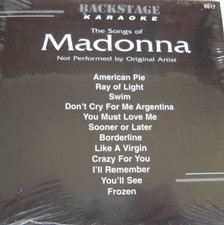 BACKSTAGE
KARAOKE
6517
The Songs of
Madonna
Not Performed by Original Artist
American Pie
Ray of Light
Swim
Don't Cry For Me Argentina
You Must Love Me
Sooner or Later
Borderline
Like A Virgin
Crazy For You
I'll Remember
You'll See
Frozen